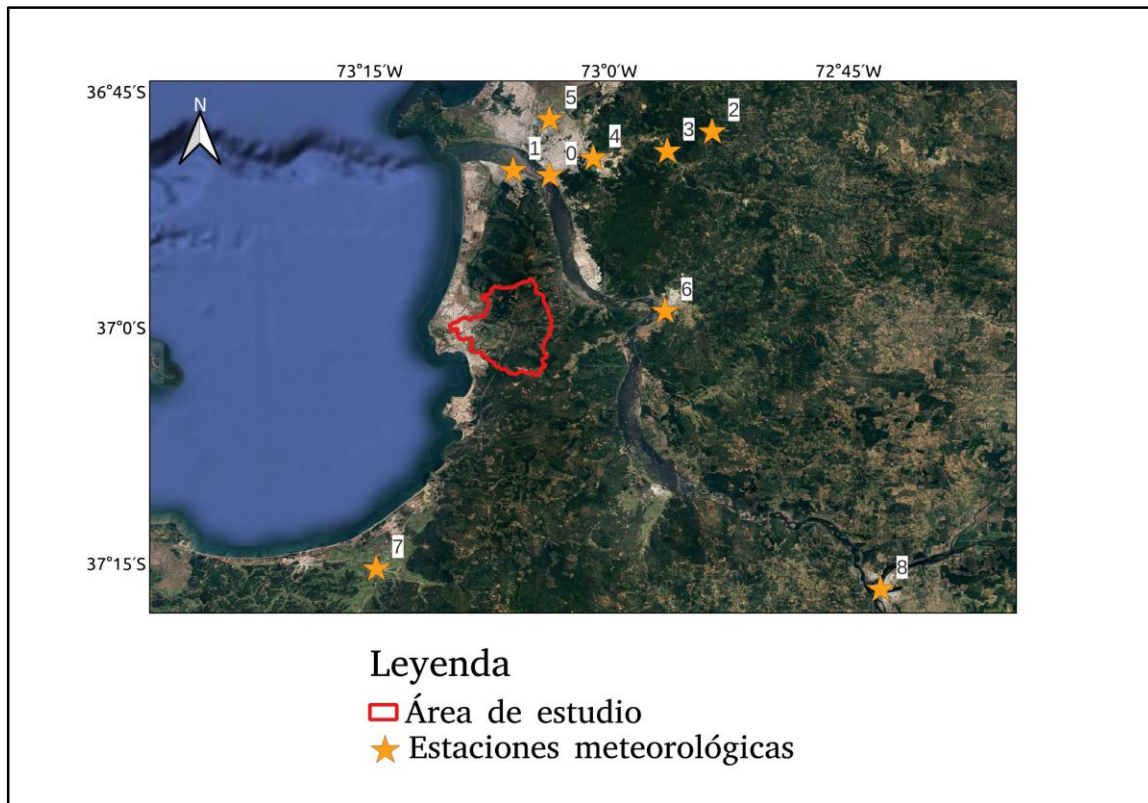 73°15′W 73°0′W 72°45′W
36°45′S
N
5
2
3
4
1
0
6
37°0′S
7
37°15′S
8
Leyenda
Área de estudio
Estaciones meteorológicas